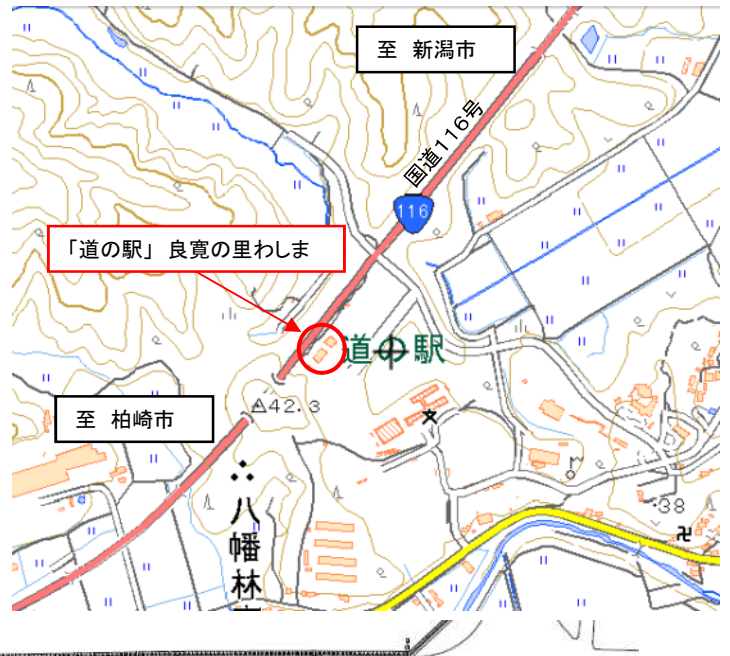 至 新潟市
国道116号
116
「道の駅」 良寛の里わしま
道の駅
至 柏崎市
42.3
八幡林
38